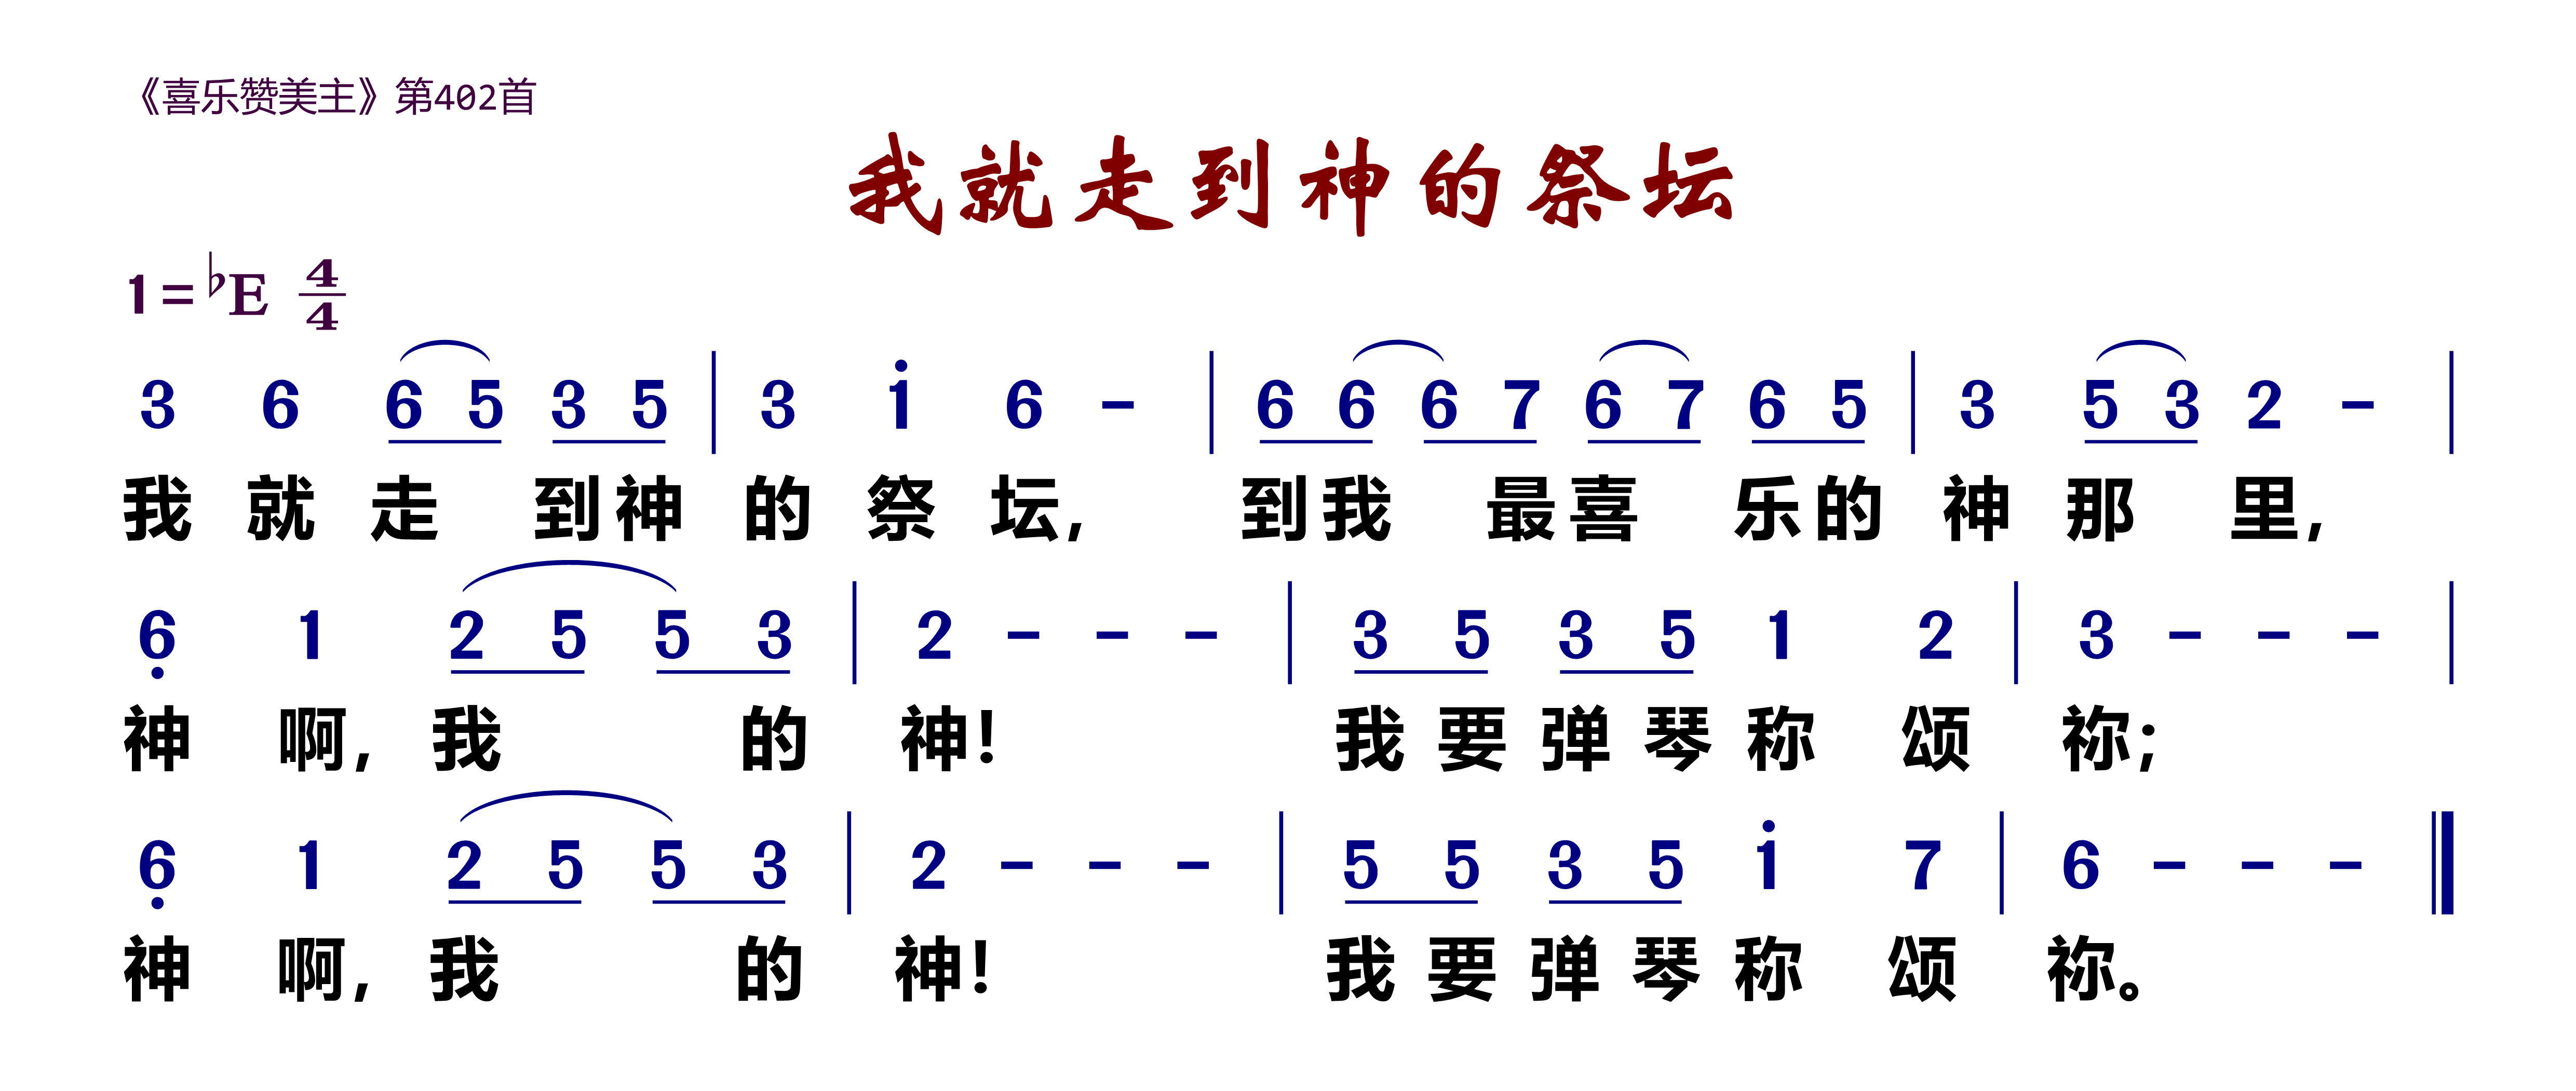 《喜乐赞美主》第402首
我就走到神的祭坛
1=♭E 4/4
3 6 6 5 3 5 | 3 i 6 - | 6 6 6 7 6 7 6 5 | 3 5 3 2 - |
我就走到神的祭坛,到我最喜乐的神那里,
6 1 2 5 5 3 | 2 - - - | 3 5 3 5 1 2 | 3 - - - |
神啊,我的神!我要弹琴称颂祢;
6 1 2 5 5 3 | 2 - - - | 5 5 3 5 i 7 | 6 - - - ‖
神啊,我的神!我要弹琴称颂祢。